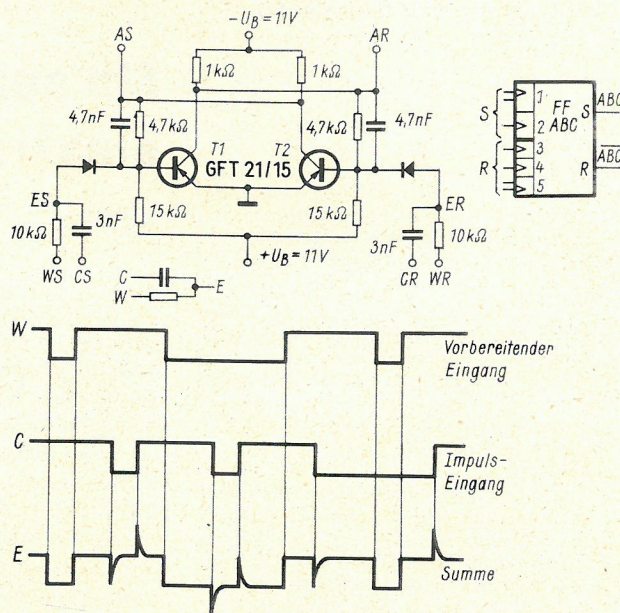 −U_B = 11V
AS
AR
1kΩ
1kΩ
4,7nF
4,7kΩ
4,7kΩ
4,7nF
T1
T2
GFT 21/15
ES
ER
15kΩ
15kΩ
10kΩ
3nF
3nF
10kΩ
WS
CS
+U_B = 11V
CR
WR
C
W
E
S
R
1
2
3
4
5
FF
ABC
S
R
ABC
A̅B̅C̅
W
Vorbereitender
Eingang
C
Impuls-
Eingang
E
Summe